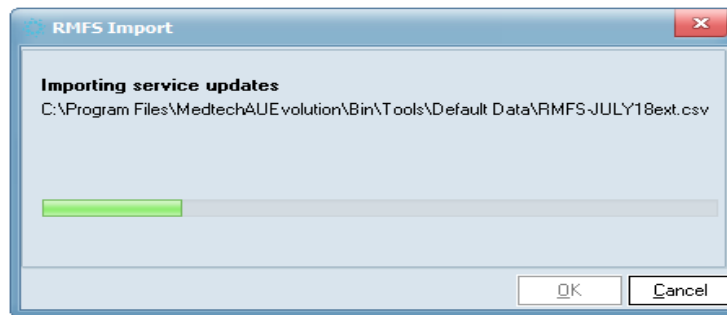 RMFS Import
Importing service updates
C:\Program Files\MedtechAUEvolution\Bin\Tools\Default Data\RMFS-JULY18ext.csv
OK
Cancel